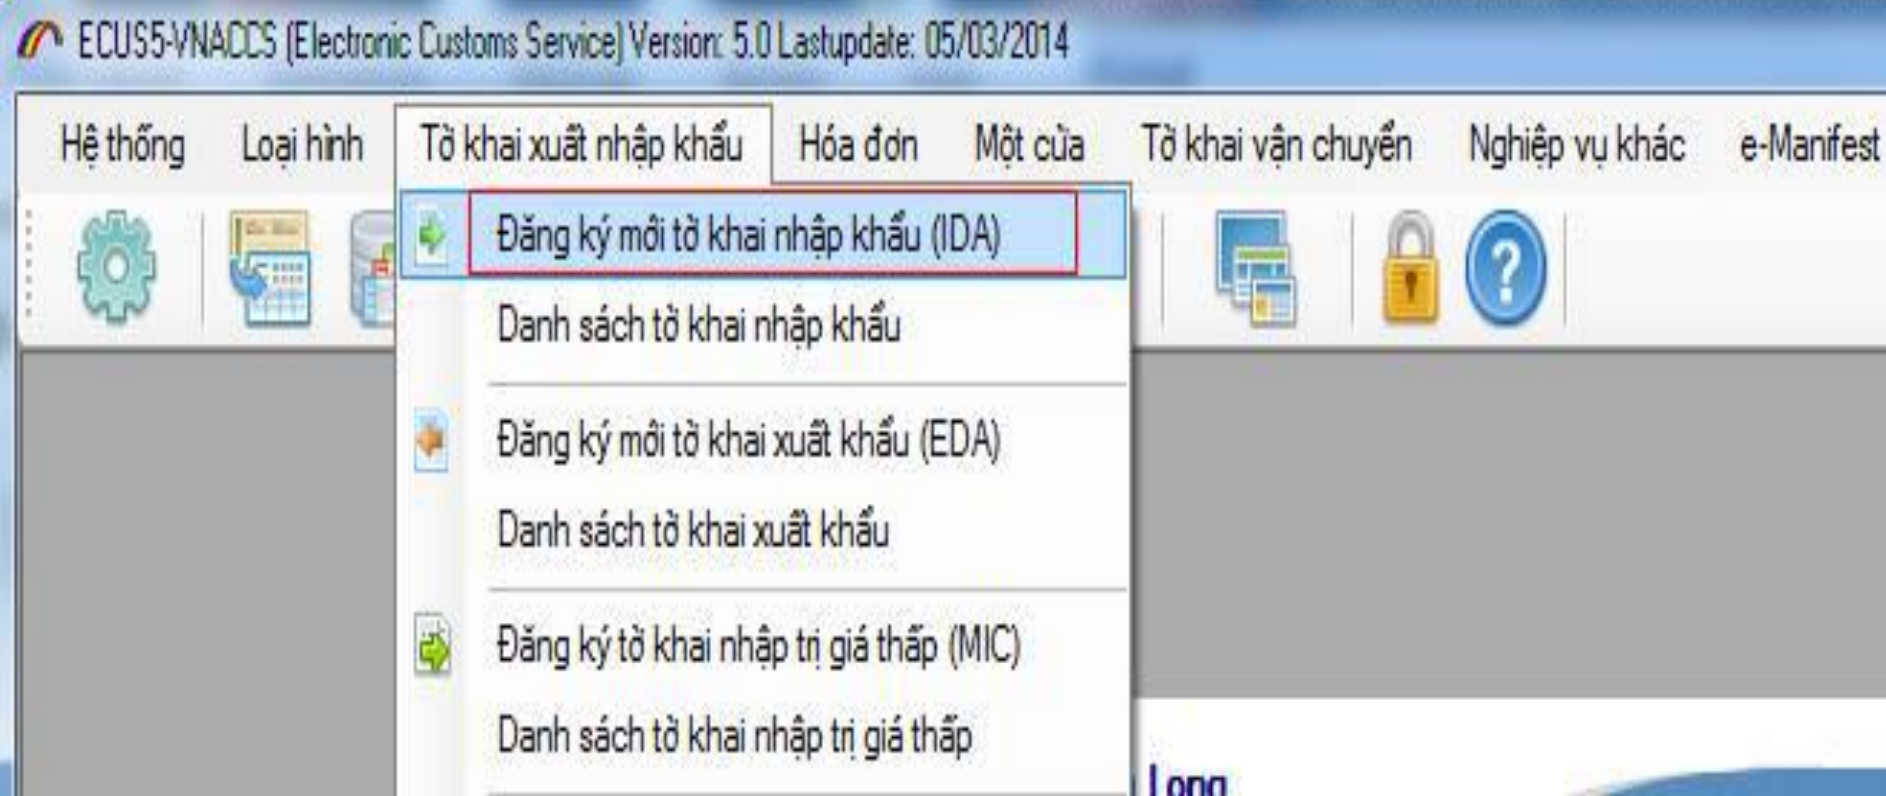 ECUS5-VNACCS (Electronic Customs Service) Version: 5.0 Lastupdate: 05/03/2014
Hệ thống Loại hình Tờ khai xuất nhập khẩu Hóa đơn Một cửa Tờ khai vận chuyển Nghiệp vụ khác e-Manifest
Đăng ký mới tờ khai nhập khẩu (IDA)
Danh sách tờ khai nhập khẩu
Đăng ký mới tờ khai xuất khẩu (EDA)
Danh sách tờ khai xuất khẩu
Đăng ký tờ khai nhập trị giá thấp (MIC)
Danh sách tờ khai nhập trị giá thấp
Long